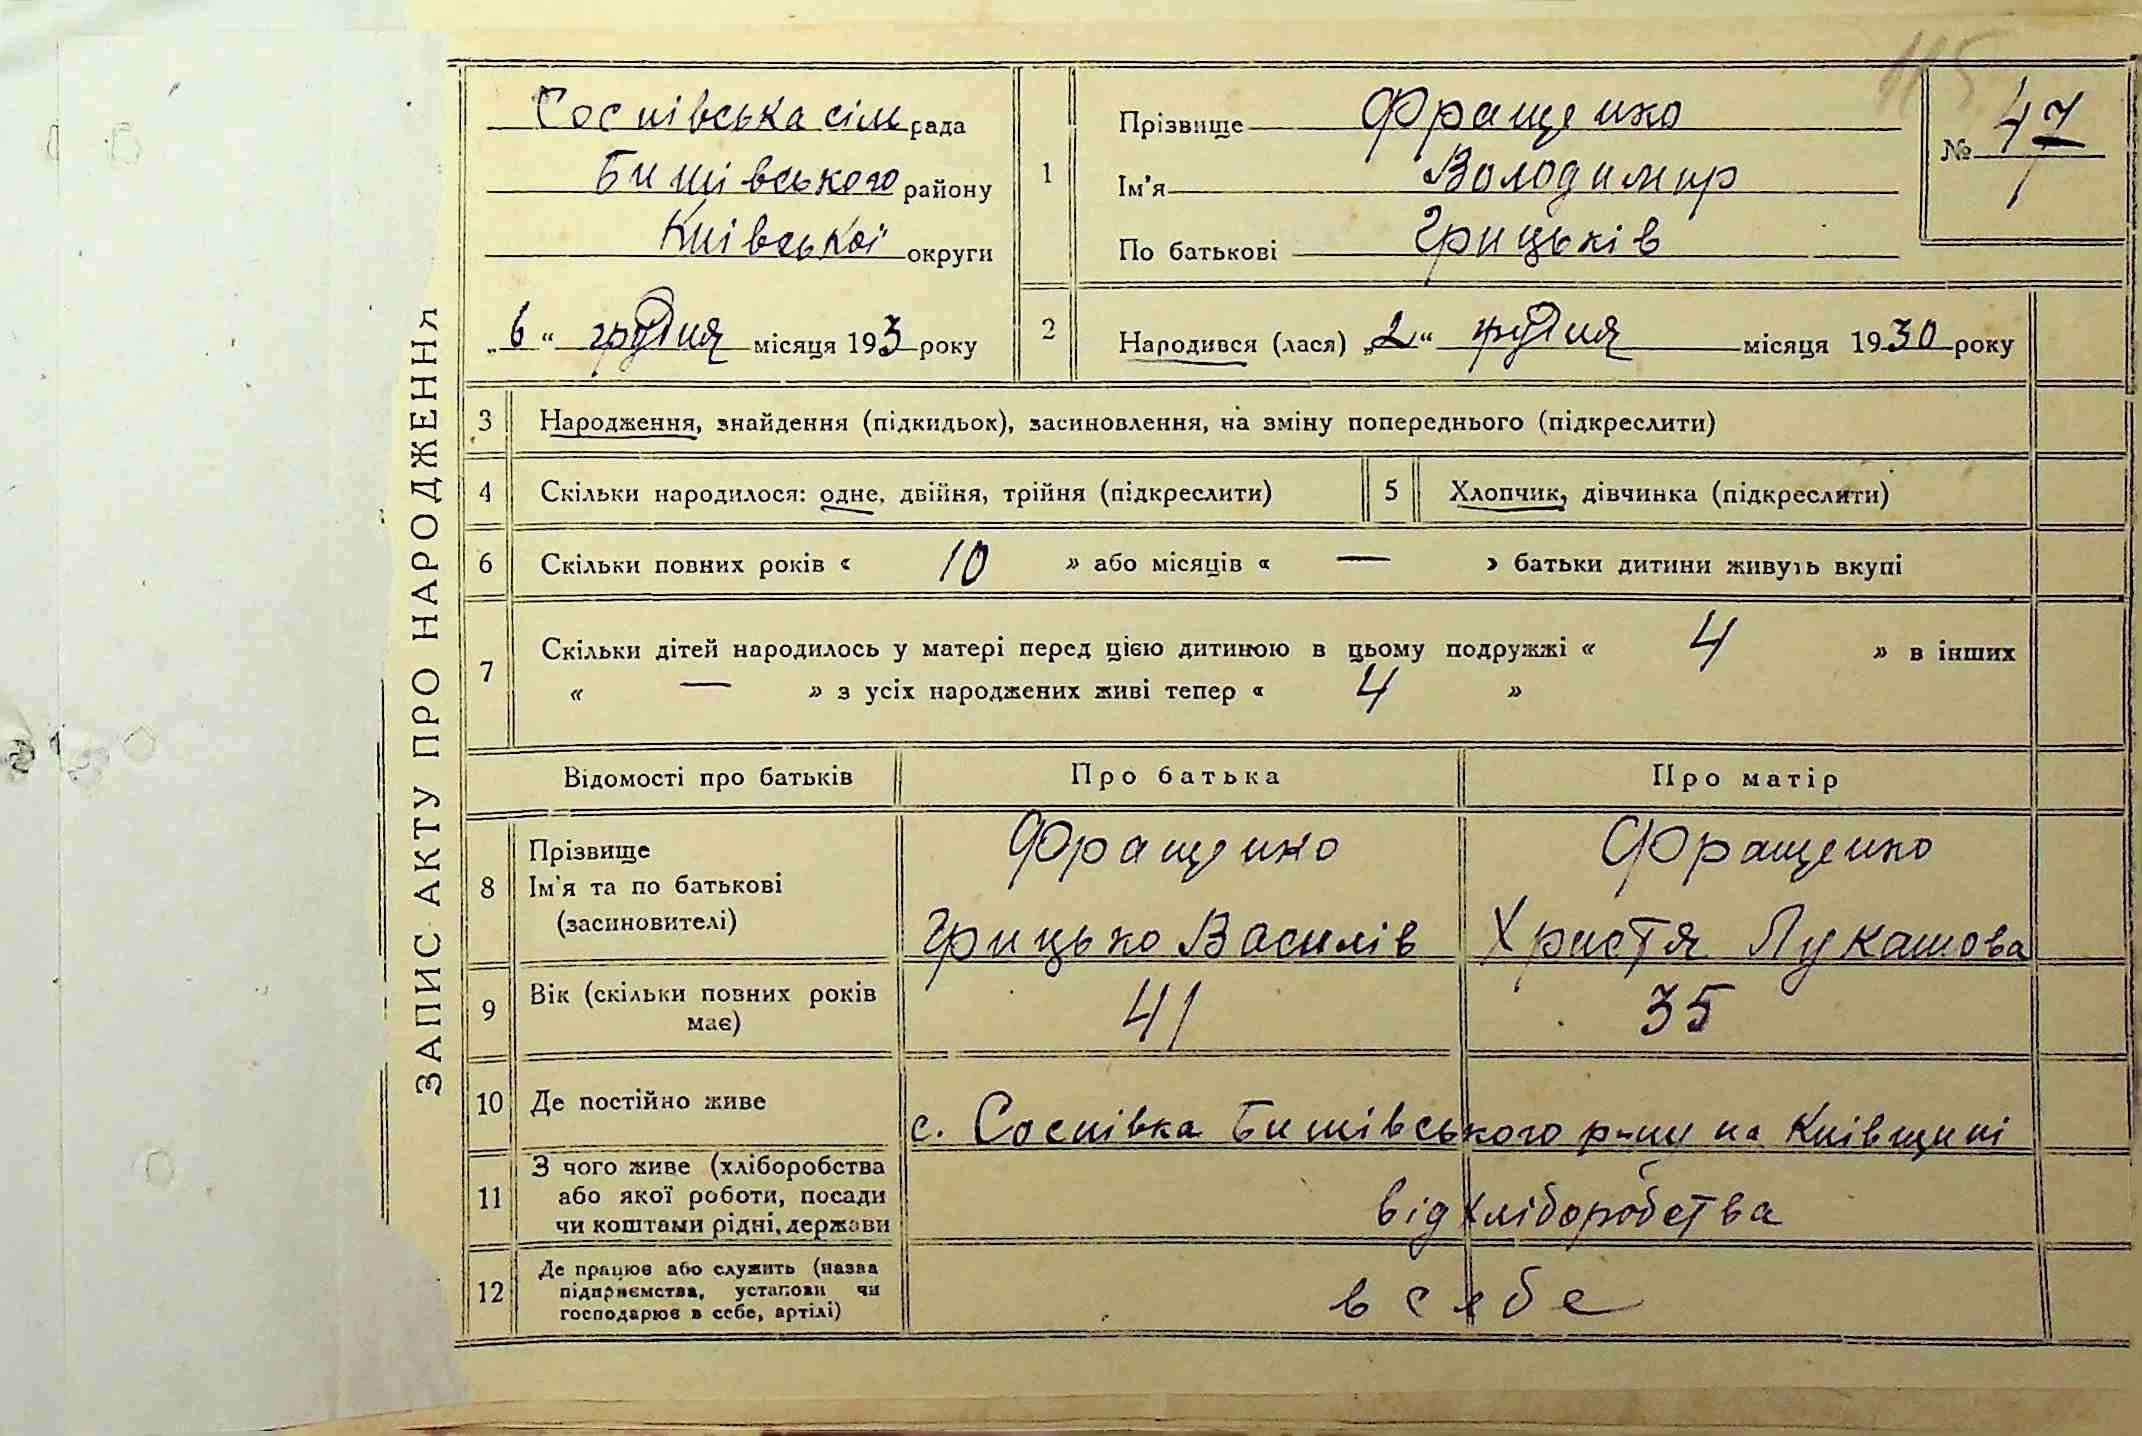 115
Соснівська сіл рада
Бишівського району
Київської округи
„6“ грудня місяця 193 року
1
Прізвище Фращенко
Ім'я Володимир
По батькові Грицьків
№ 47
2
Народився (лася) „2“ грудня місяця 1930 року
ЗАПИС АКТУ ПРО НАРОДЖЕННЯ
3 Народження, знайдення (підкидьок), засиновлення, на зміну попереднього (підкреслити)
4 Скільки народилося: одне, двійня, трійня (підкреслити)
5 Хлопчик, дівчинка (підкреслити)
6 Скільки повних років « 10 » або місяців « — » батьки дитини живуть вкупі
7 Скільки дітей народилось у матері перед цією дитиною в цьому подружжі « 4 » в інших
« — » з усіх народжених живі тепер « 4 »
Відомості про батьків Про батька Про матір
8 Прізвище
Ім'я та по батькові
(засиновителі)
Фращенко
Грицько Василів
Фращенко
Христя Лукашова
9 Вік (скільки повних років
має)
41
35
10 Де постійно живе
с. Соснівка Бишівського р-ну на Київщині
11 З чого живе (хліборобства
або якої роботи, посади
чи коштами рідні, держави
від хліборобства
12 Де працює або служить (назва
підприємства, установи чи
господарює в себе, артілі)
в себе